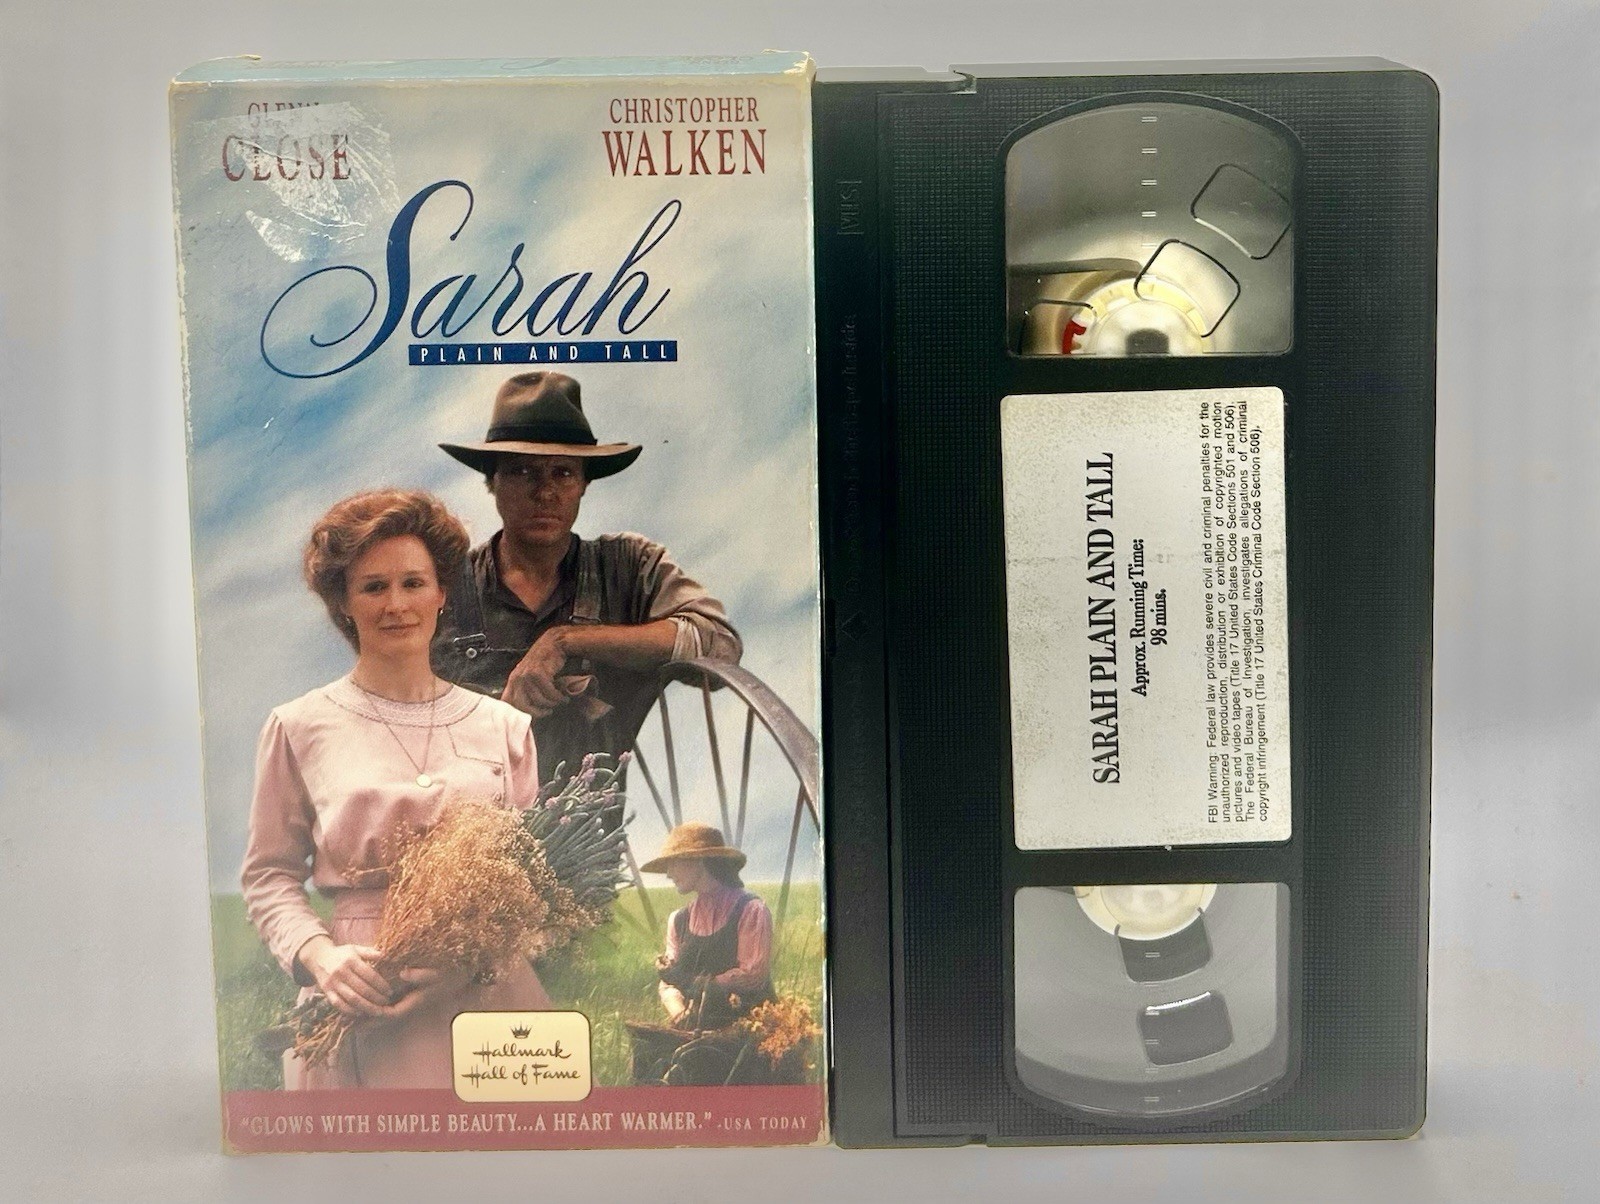 CLOSE
CHRISTOPHER
WALKEN
Sarah
PLAIN AND TALL
Hallmark
Hall of Fame
"GLOWS WITH SIMPLE BEAUTY...A HEART WARMER." -USA TODAY
VHS
SARAH PLAIN AND TALL
Approx. Running Time:
98 mins.
FBI Warning: Federal law provides severe civil and criminal penalties for the
unauthorized reproduction, distribution or exhibition of copyrighted motion
pictures and video tapes (Title 17 United States Code Sections 501 and 506).
The Federal Bureau of Investigation, investigates allegations of criminal
copyright infringement (Title 17 United States Criminal Code Section 506).